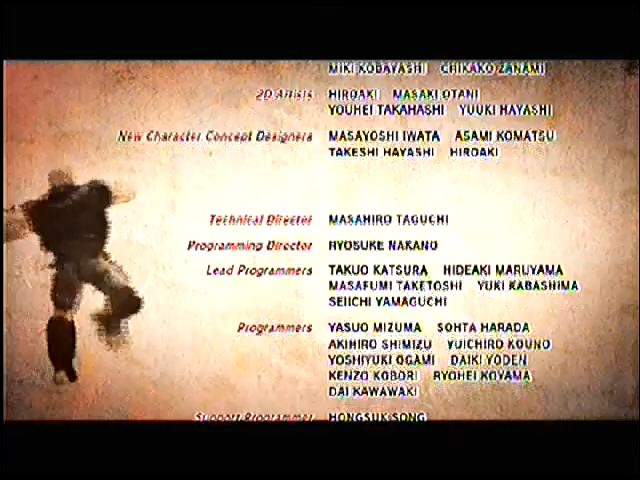 MIKI KOBAYASHI CHIKAKO ZANAMI
2D Artists HIROAKI MASAKI OTANI
YOUHEI TAKAHASHI YUUKI HAYASHI
New Character Concept Designers MASAYOSHI IWATA ASAMI KOMATSU
TAKESHI HAYASHI HIROAKI
Technical Director MASAHIRO TAGUCHI
Programming Director RYOSUKE NAKANO
Lead Programmers TAKUO KATSURA HIDEAKI MARUYAMA
MASAFUMI TAKETOSHI YUKI KABASHIMA
SEIICHI YAMAGUCHI
Programmers YASUO MIZUMA SOHTA HARADA
AKIHIRO SHIMIZU YUICHIRO KOUNO
YOSHIYUKI OGAMI DAIKI YODEN
KENZO KOBORI RYOHEI KOYAMA
DAI KAWAWAKI
Support Programmer HONGSUK SONG